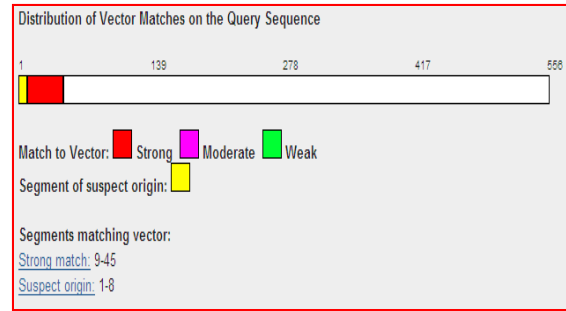 Distribution of Vector Matches on the Query Sequence
1 139 278 417 556
Match to Vector: Strong Moderate Weak
Segment of suspect origin:
Segments matching vector:
Strong match: 9-45
Suspect origin: 1-8